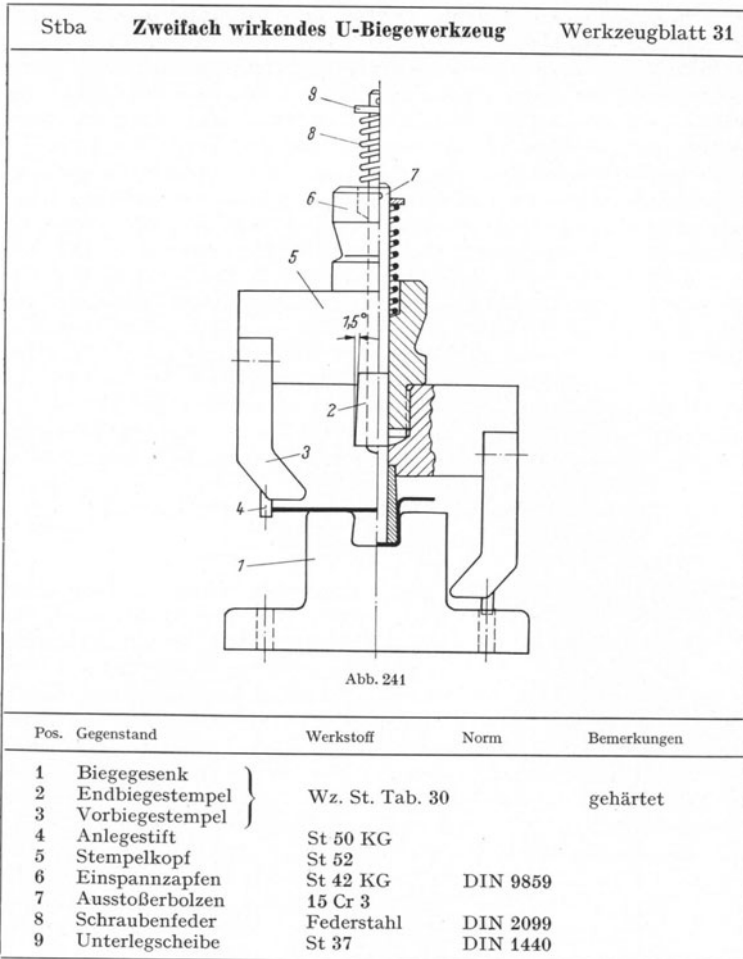 Stba Zweifach wirkendes U-Biegewerkzeug Werkzeugblatt 31
9
8
7
6
5
1,5°
2
3
4
1
Abb. 241
Pos. Gegenstand Werkstoff Norm Bemerkungen
1 Biegegesenk
2 Endbiegestempel } Wz. St. Tab. 30 gehärtet
3 Vorbiegestempel
4 Anlegestift St 50 KG
5 Stempelkopf St 52
6 Einspannzapfen St 42 KG DIN 9859
7 Ausstoßerbolzen 15 Cr 3
8 Schraubenfeder Federstahl DIN 2099
9 Unterlegscheibe St 37 DIN 1440